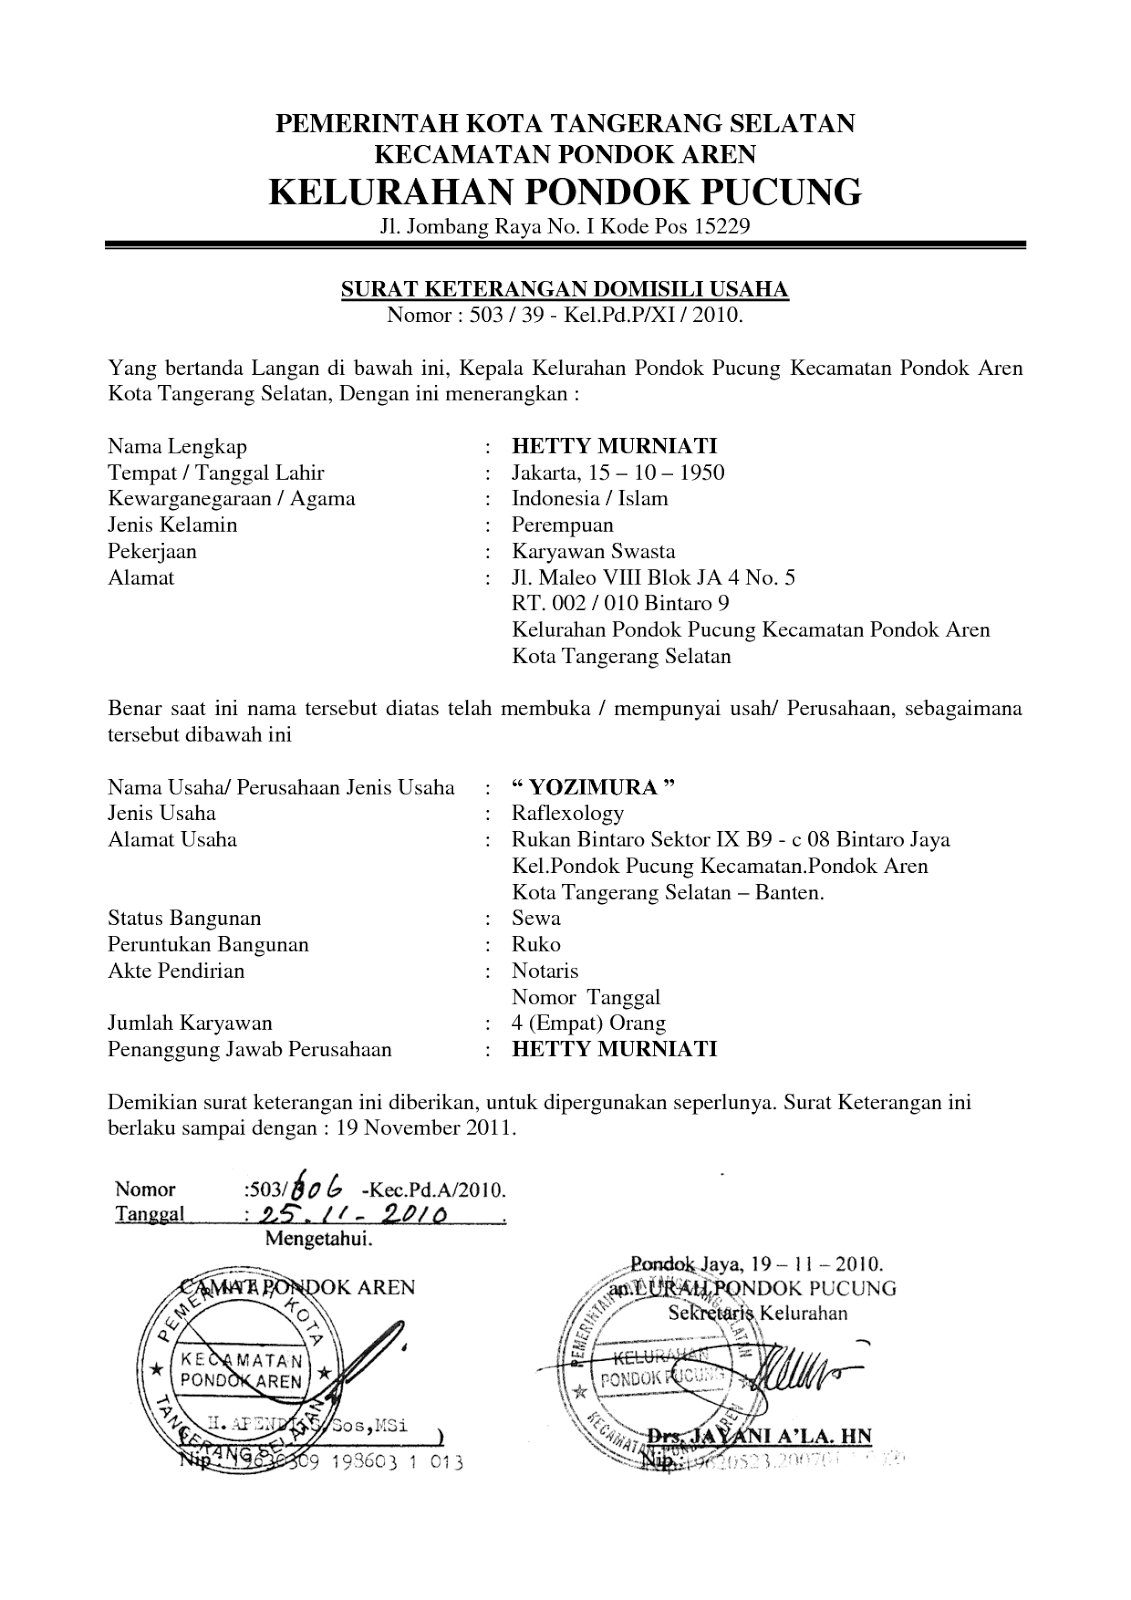 PEMERINTAH KOTA TANGERANG SELATAN
KECAMATAN PONDOK AREN
KELURAHAN PONDOK PUCUNG
Jl. Jombang Raya No. I Kode Pos 15229
SURAT KETERANGAN DOMISILI USAHA
Nomor : 503 / 39 - Kel.Pd.P/XI / 2010.
Yang bertanda Langan di bawah ini, Kepala Kelurahan Pondok Pucung Kecamatan Pondok Aren
Kota Tangerang Selatan, Dengan ini menerangkan :
Nama Lengkap : HETTY MURNIATI
Tempat / Tanggal Lahir : Jakarta, 15 – 10 – 1950
Kewarganegaraan / Agama : Indonesia / Islam
Jenis Kelamin : Perempuan
Pekerjaan : Karyawan Swasta
Alamat : Jl. Maleo VIII Blok JA 4 No. 5
RT. 002 / 010 Bintaro 9
Kelurahan Pondok Pucung Kecamatan Pondok Aren
Kota Tangerang Selatan
Benar saat ini nama tersebut diatas telah membuka / mempunyai usah/ Perusahaan, sebagaimana
tersebut dibawah ini
Nama Usaha/ Perusahaan Jenis Usaha : “ YOZIMURA ”
Jenis Usaha : Raflexology
Alamat Usaha : Rukan Bintaro Sektor IX B9 - c 08 Bintaro Jaya
Kel.Pondok Pucung Kecamatan.Pondok Aren
Kota Tangerang Selatan – Banten.
Status Bangunan : Sewa
Peruntukan Bangunan : Ruko
Akte Pendirian : Notaris
Nomor Tanggal
Jumlah Karyawan : 4 (Empat) Orang
Penanggung Jawab Perusahaan : HETTY MURNIATI
Demikian surat keterangan ini diberikan, untuk dipergunakan seperlunya. Surat Keterangan ini
berlaku sampai dengan : 19 November 2011.
Nomor :503/606 -Kec.Pd.A/2010.
Tanggal : 25.11-2010 .
Mengetahui.
CAMAT PONDOK AREN
PEMERINTAH KOTA
KECAMATAN
PONDOK AREN
TANGERANG SELATAN
Sos,MSi )
Nip : 198603 1 013
Pondok Jaya, 19 – 11 – 2010.
an.LURAH PONDOK PUCUNG
Sekretaris Kelurahan
PEMERINTAH KOTA TANGERANG SELATAN
KELURAHAN
PONDOK PUCUNG
KECAMATAN PONDOK AREN
Drs. JAYANI A’LA. HN
Nip.: